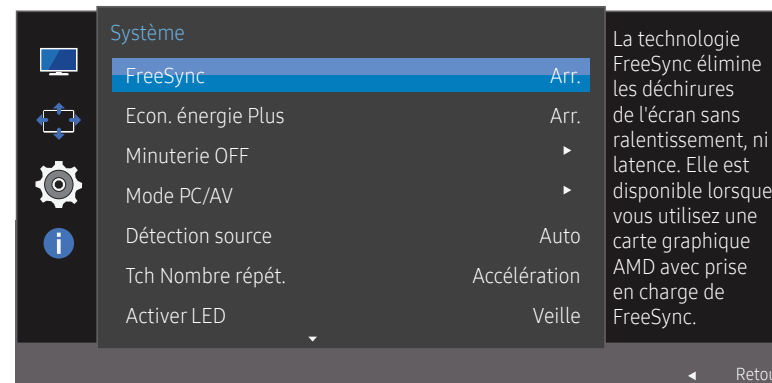 Système
FreeSync Arr.
Econ. énergie Plus Arr.
Minuterie OFF
Mode PC/AV
Détection source Auto
Tch Nombre répét. Accélération
Activer LED Veille
La technologie
FreeSync élimine
les déchirures
de l'écran sans
ralentissement, ni
latence. Elle est
disponible lorsque
vous utilisez une
carte graphique
AMD avec prise
en charge de
FreeSync.